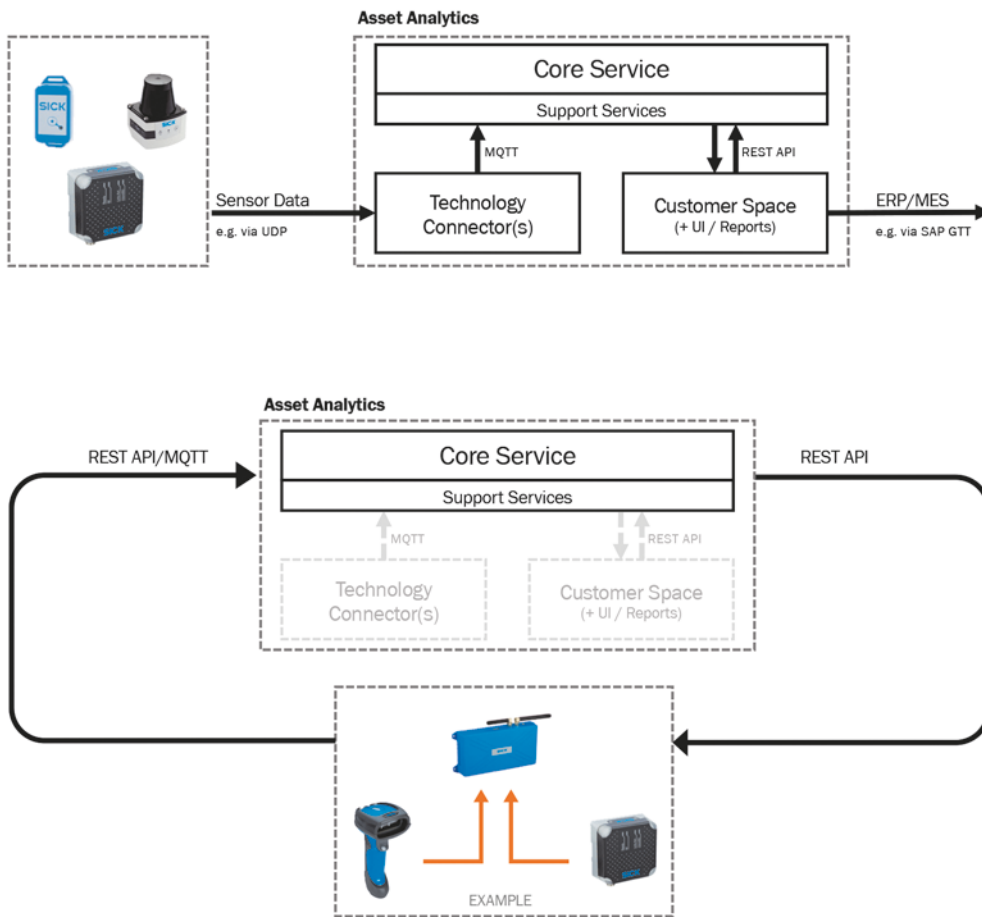 Asset Analytics
Core Service
Support Services
SICK
SICK
SICK
MQTT
REST API
Sensor Data
e.g. via UDP
Technology
Connector(s)
Customer Space
(+ UI / Reports)
ERP/MES
e.g. via SAP GTT
Asset Analytics
REST API/MQTT
Core Service
REST API
Support Services
MQTT
REST API
Technology
Connector(s)
Customer Space
(+ UI / Reports)
SICK
SICK
EXAMPLE